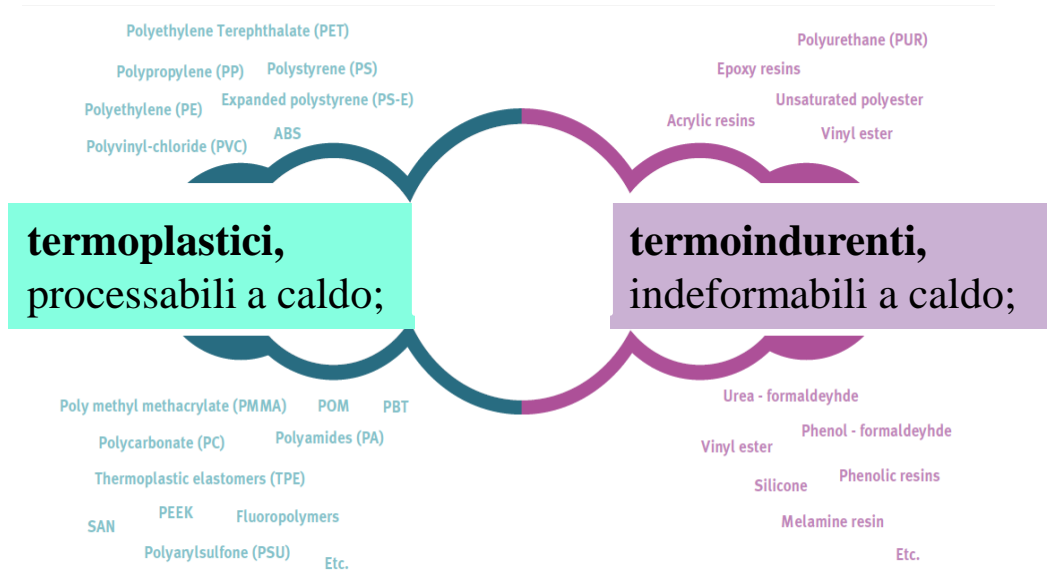 Polyethylene Terephthalate (PET)
Polypropylene (PP)
Polystyrene (PS)
Polyethylene (PE)
Expanded polystyrene (PS-E)
ABS
Polyvinyl-chloride (PVC)
Polyurethane (PUR)
Epoxy resins
Unsaturated polyester
Acrylic resins
Vinyl ester
termoplastici,
processabili a caldo;
termoindurenti,
indeformabili a caldo;
Poly methyl methacrylate (PMMA)
POM
PBT
Polycarbonate (PC)
Polyamides (PA)
Thermoplastic elastomers (TPE)
SAN
PEEK
Fluoropolymers
Polyarylsulfone (PSU)
Etc.
Urea - formaldeyhde
Phenol - formaldeyhde
Vinyl ester
Phenolic resins
Silicone
Melamine resin
Etc.